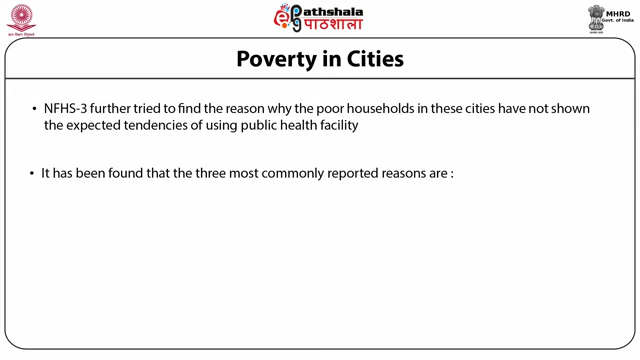 ePathshala
पाठशाला
MHRD
Govt. of India
Poverty in Cities
• NFHS-3 further tried to find the reason why the poor households in these cities have not shown
the expected tendencies of using public health facility
• It has been found that the three most commonly reported reasons are :